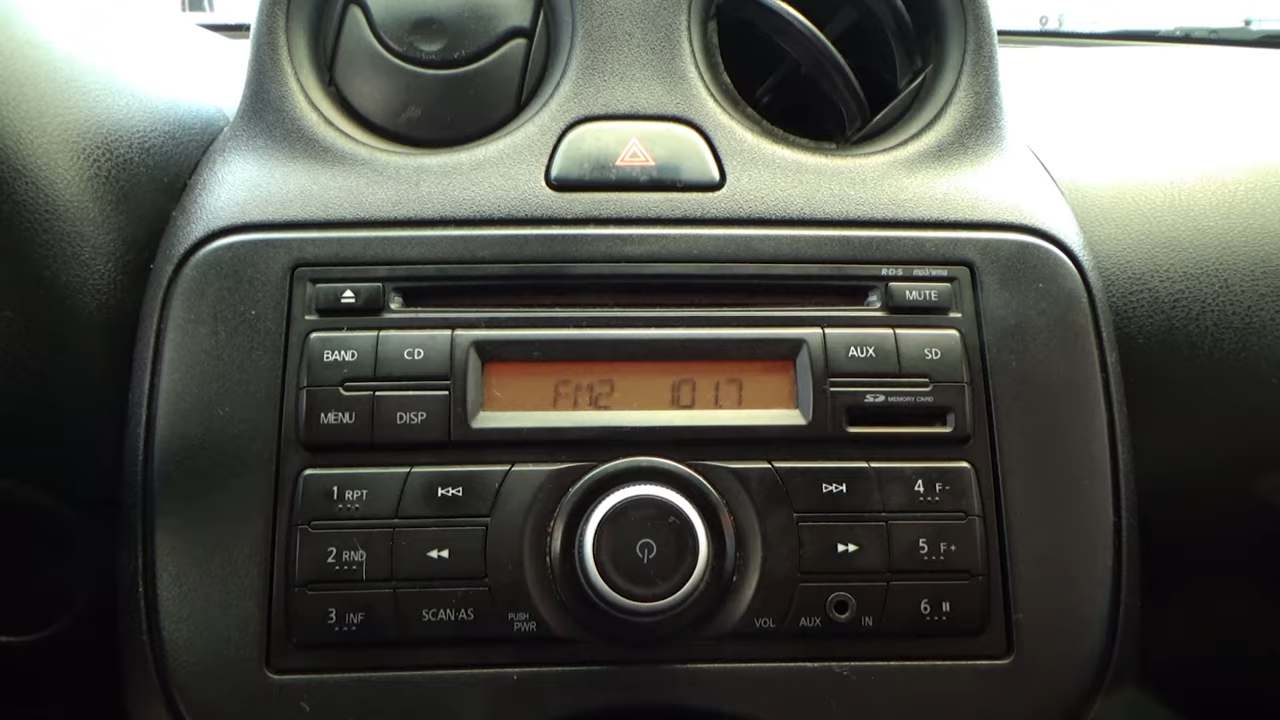 RDS mp3/wma
MUTE
BAND CD
AUX SD
FM2 101.7
MENU DISP
SD MEMORY CARD
1 RPT
4 F-
2 RND
5 F+
3 INF SCAN·AS
PUSH PWR
VOL AUX IN
6